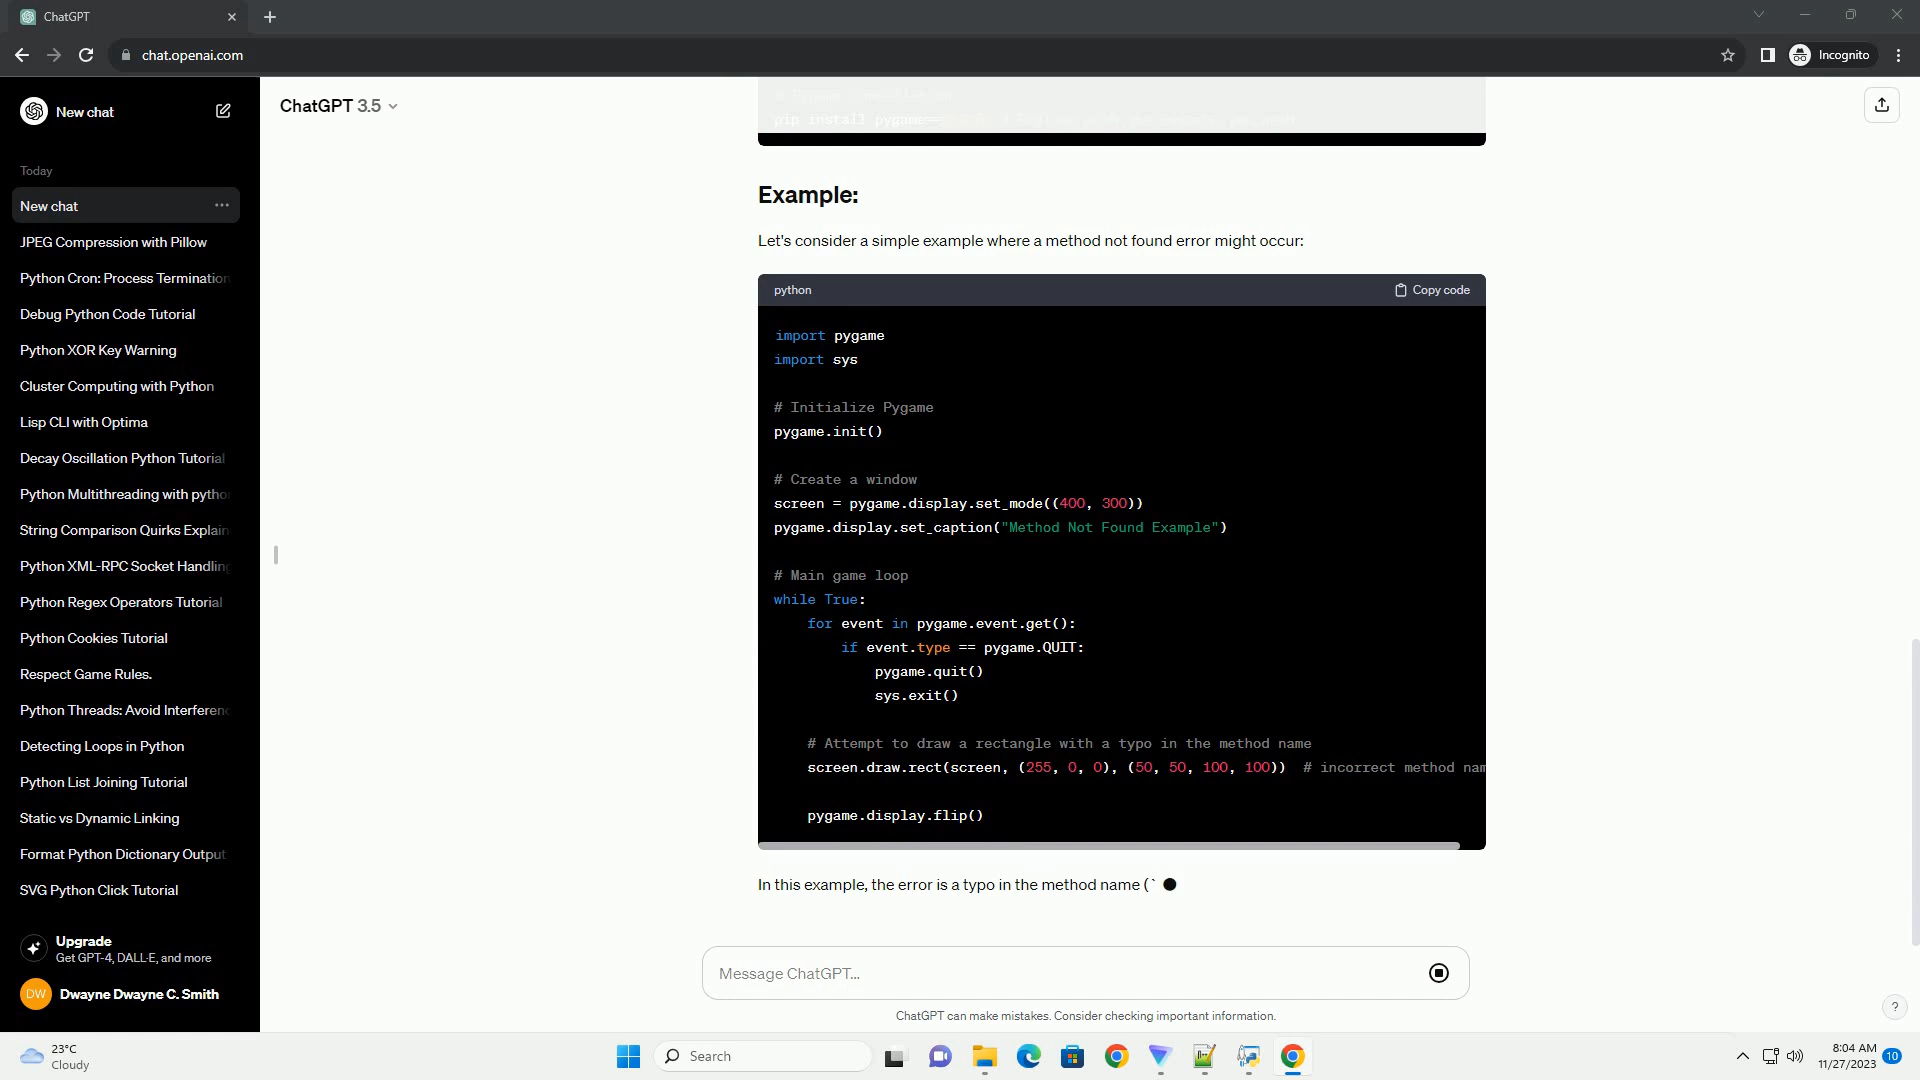 ChatGPT
chat.openai.com
Incognito
New chat
ChatGPT 3.5
Today
New chat
JPEG Compression with Pillow
Python Cron: Process Termination
Debug Python Code Tutorial
Python XOR Key Warning
Cluster Computing with Python
Lisp CLI with Optima
Decay Oscillation Python Tutorial
Python Multithreading with pytho
String Comparison Quirks Explain
Python XML-RPC Socket Handling
Python Regex Operators Tutorial
Python Cookies Tutorial
Respect Game Rules.
Python Threads: Avoid Interferenc
Detecting Loops in Python
Python List Joining Tutorial
Static vs Dynamic Linking
Format Python Dictionary Output
SVG Python Click Tutorial
Upgrade
Get GPT-4, DALL·E, and more
DW
Dwayne Dwayne C. Smith
pip install pygame==
Example:
Let's consider a simple example where a method not found error might occur:
python
Copy code
import pygame
import sys
# Initialize Pygame
pygame.init()
# Create a window
screen = pygame.display.set_mode((400, 300))
pygame.display.set_caption("Method Not Found Example")
# Main game loop
while True:
for event in pygame.event.get():
if event.type == pygame.QUIT:
pygame.quit()
sys.exit()
# Attempt to draw a rectangle with a typo in the method name
screen.draw.rect(screen, (255, 0, 0), (50, 50, 100, 100)) # incorrect method nam
pygame.display.flip()
In this example, the error is a typo in the method name (`
Message ChatGPT...
ChatGPT can make mistakes. Consider checking important information.
?
23°C
Cloudy
Search
8:04 AM
11/27/2023
10